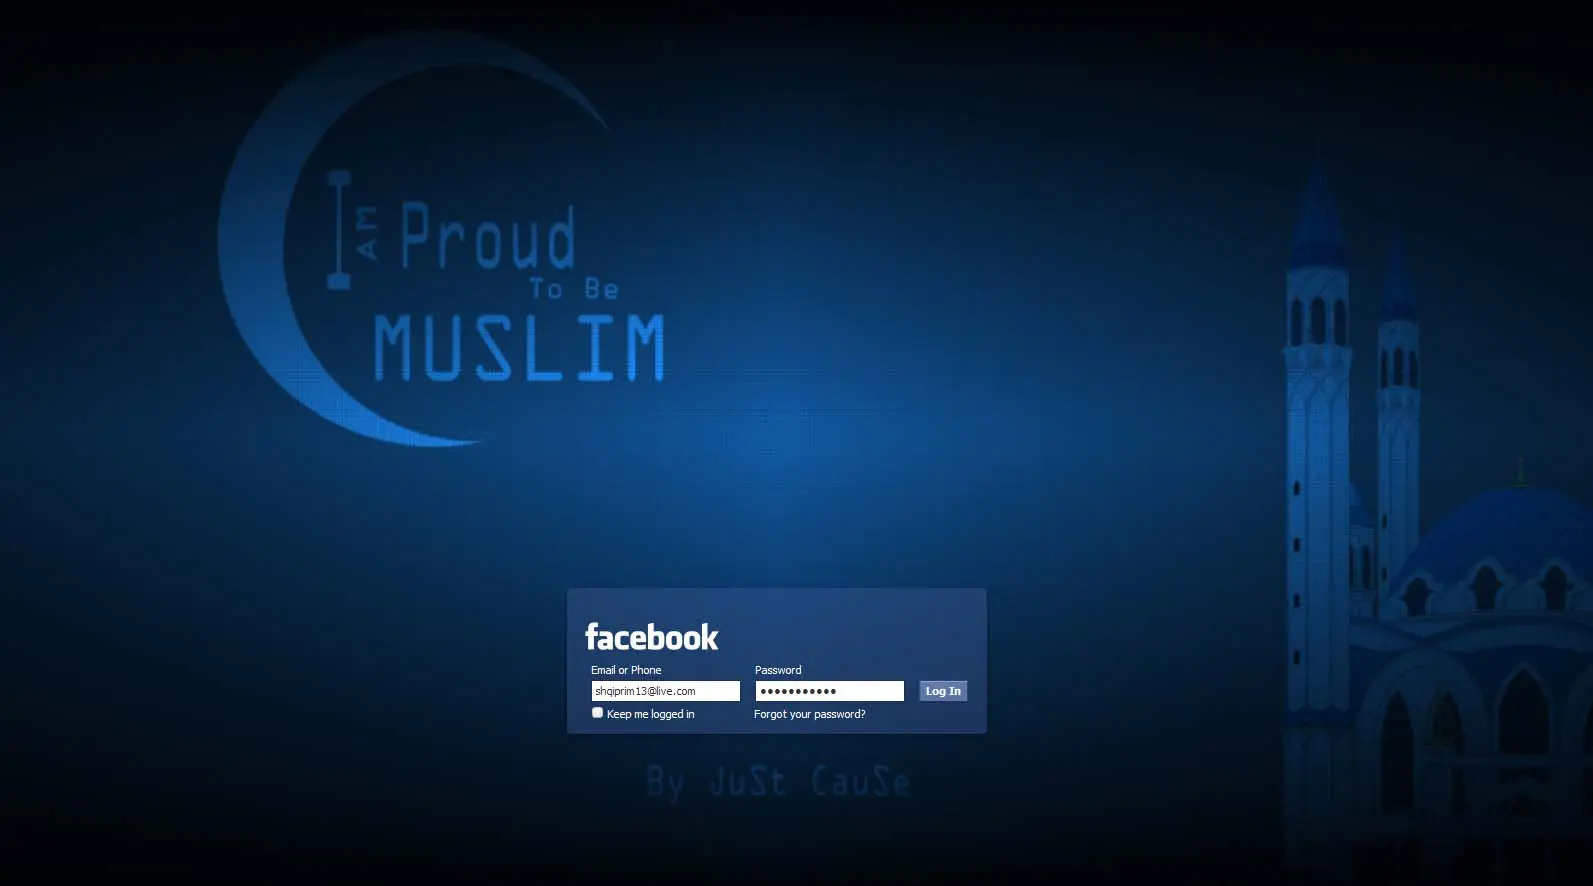 I AM Proud
To Be
MUSLIM
facebook
Email or Phone
Password
shqiprim13@live.com
•••••••••••
Log In
Keep me logged in
Forgot your password?
By JuSt CauSe